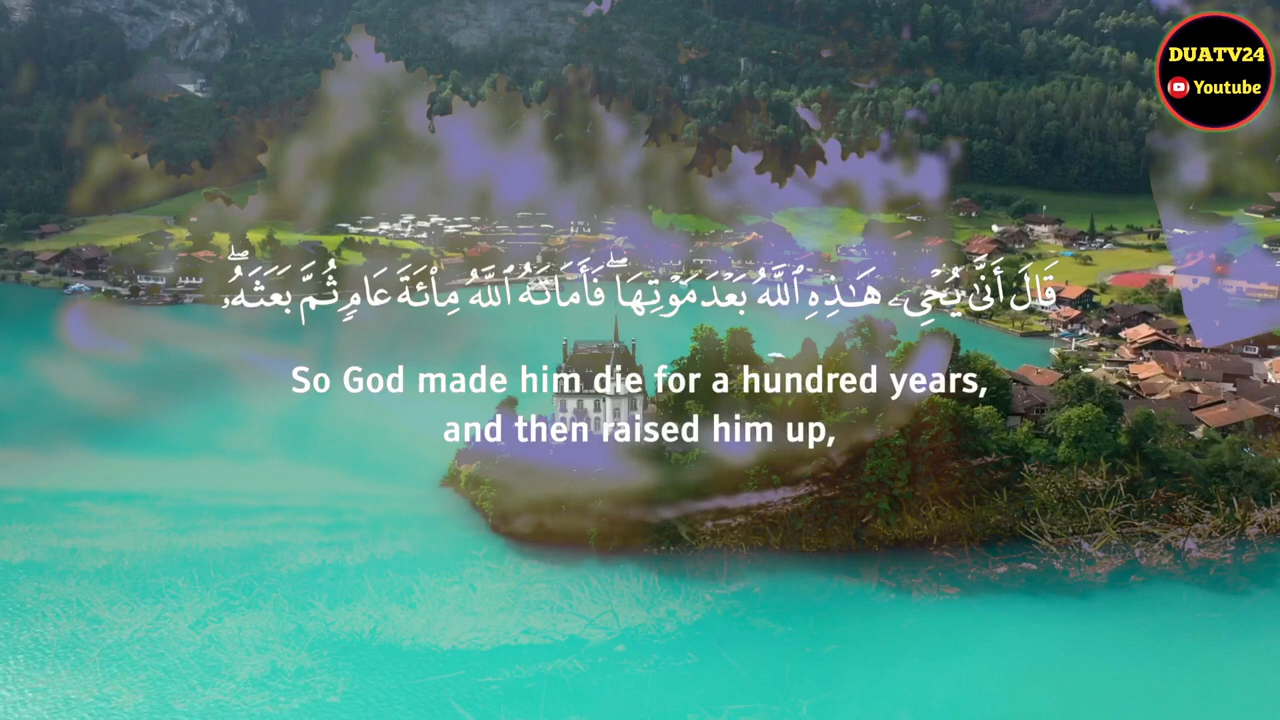 DUATV24
Youtube
قَالَ أَنَّىٰ يُحْىِۦ هَـٰذِهِ ٱللَّهُ بَعْدَ مَوْتِهَا ۖ فَأَمَاتَهُ ٱللَّهُ مِا۟ئَةَ عَامٍ ثُمَّ بَعَثَهُۥ ۖ
So God made him die for a hundred years,
and then raised him up,